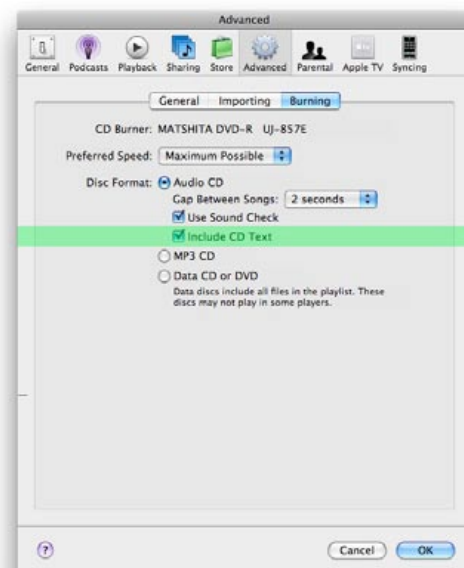 Advanced
General Podcasts Playback Sharing Store Advanced Parental Apple TV Syncing
General Importing Burning
CD Burner: MATSHITA DVD-R UJ-857E
Preferred Speed: Maximum Possible
Disc Format: Audio CD
Gap Between Songs: 2 seconds
Use Sound Check
Include CD Text
MP3 CD
Data CD or DVD
Data discs include all files in the playlist. These
discs may not play in some players.
? Cancel OK